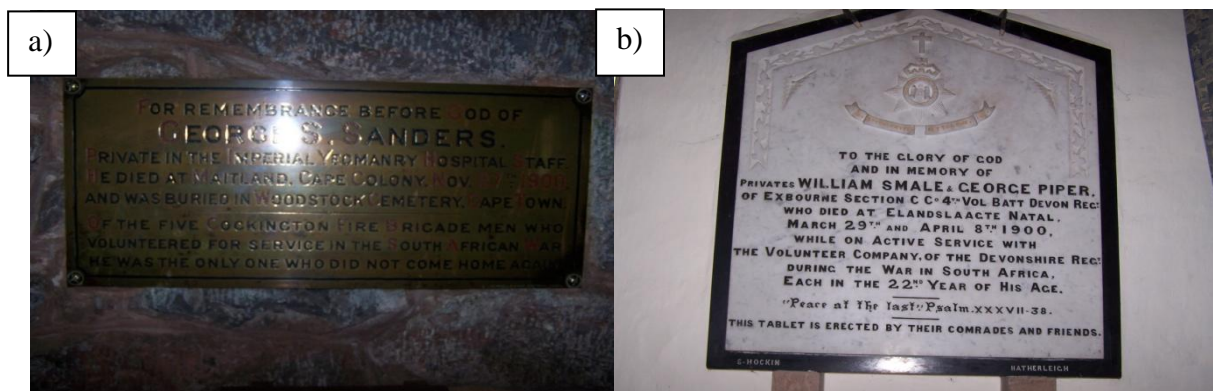 a)
FOR REMEMBRANCE BEFORE GOD OF
GEORGE S. SANDERS.
PRIVATE IN THE IMPERIAL YEOMANRY HOSPITAL STAFF.
HE DIED AT MAITLAND, CAPE COLONY, NOV. 1900,
AND WAS BURIED IN WOODSTOCK CEMETERY, CAPE TOWN
OF THE FIVE COCKINGTON FIRE BRIGADE MEN WHO
VOLUNTEERED FOR SERVICE IN THE SOUTH AFRICAN WAR
HE WAS THE ONLY ONE WHO DID NOT COME HOME AGAIN
b)
TO THE GLORY OF GOD
AND IN MEMORY OF
PRIVATES WILLIAM SMALE & GEORGE PIPER,
OF EXBOURNE SECTION C Co 4TH VOL BATT DEVON REGT
WHO DIED AT ELANDSLAAGTE NATAL,
MARCH 29TH AND APRIL 8TH 1900,
WHILE ON ACTIVE SERVICE WITH
THE VOLUNTEER COMPANY, OF THE DEVONSHIRE REGT
DURING THE WAR IN SOUTH AFRICA,
EACH IN THE 22ND YEAR OF HIS AGE.
"Peace at the last" Psalm. XXXVII-38.
THIS TABLET IS ERECTED BY THEIR COMRADES AND FRIENDS.
G. MOCKIN HATHERLEIGH